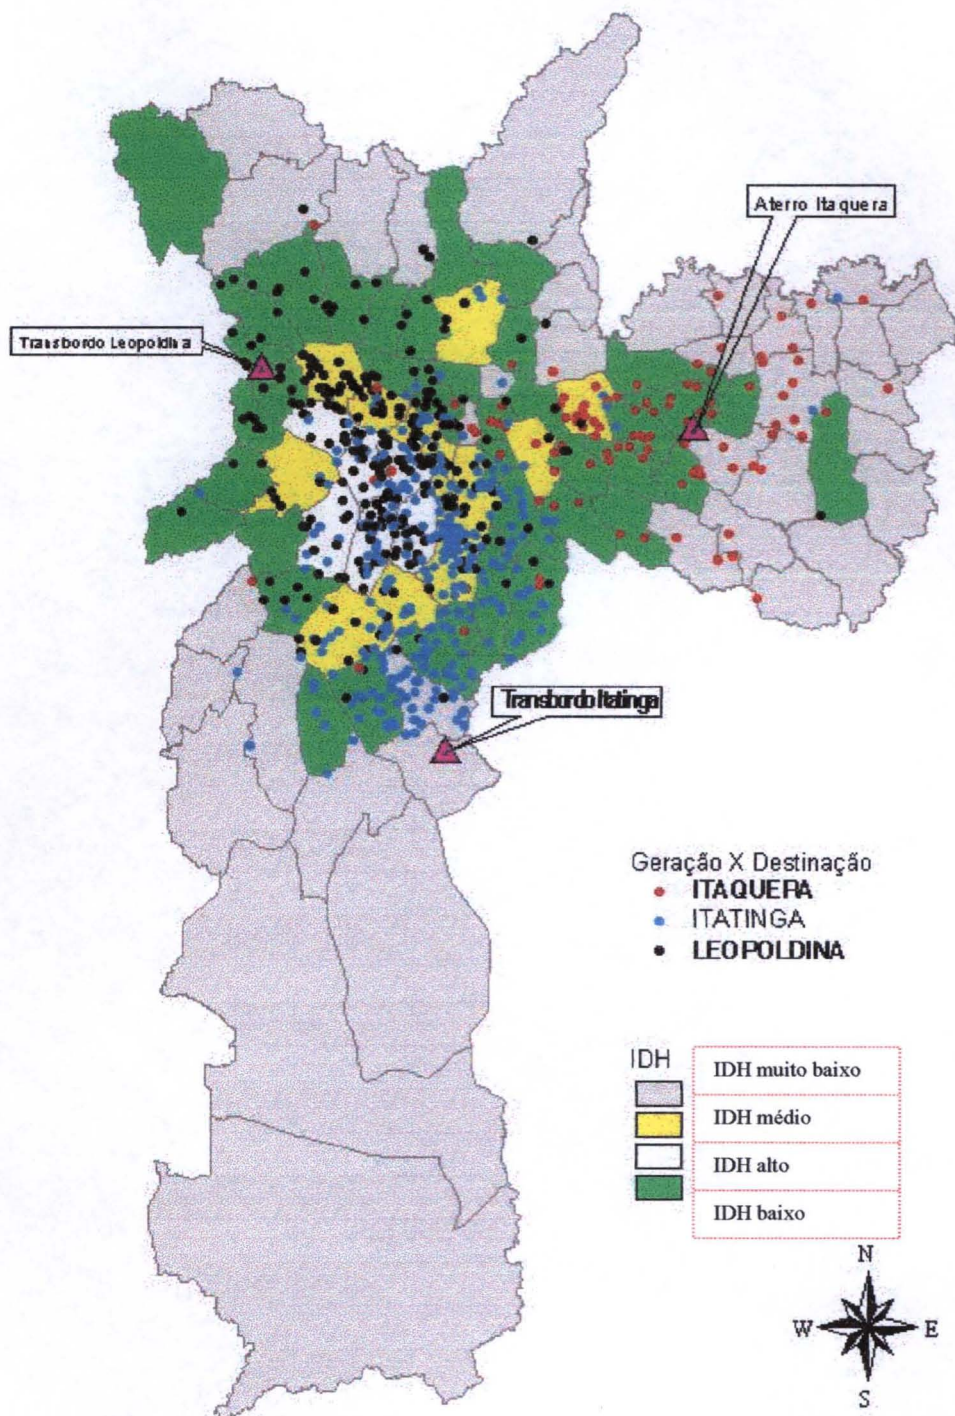 Aterro Itaquera
Transbordo Leopoldina
Transbordo Itatinga
Geração X Destinação
ITAQUERA
ITATINGA
LEOPOLDINA
IDH
IDH muito baixo
IDH médio
IDH alto
IDH baixo
N
W E
S